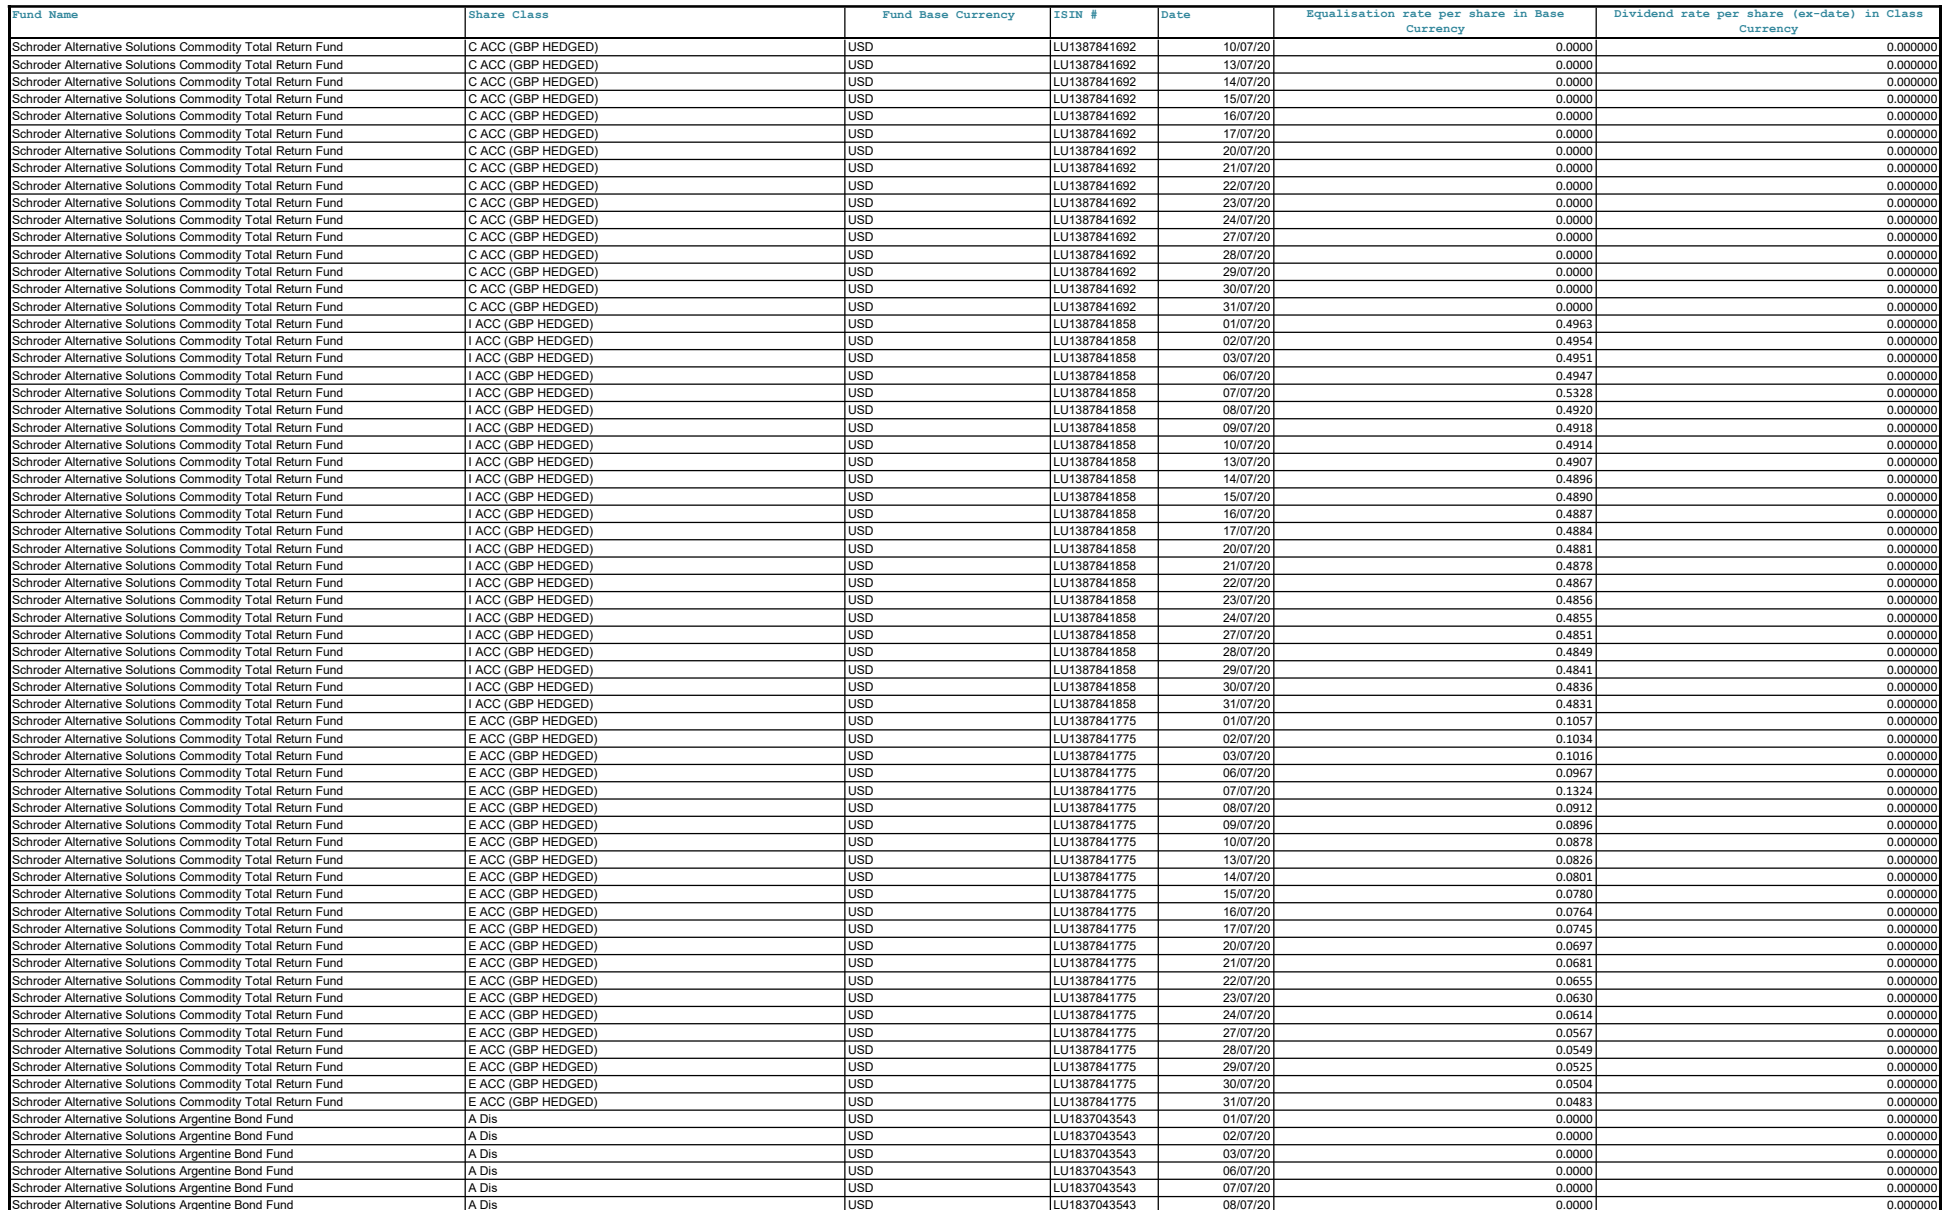 Fund Name Share Class Fund Base Currency ISIN # Date Equalisation rate per share in Base Currency Dividend rate per share (ex-date) in Class Currency
Schroder Alternative Solutions Commodity Total Return Fund C ACC (GBP HEDGED) USD LU1387841692 10/07/20 0.0000 0.000000
Schroder Alternative Solutions Commodity Total Return Fund C ACC (GBP HEDGED) USD LU1387841692 13/07/20 0.0000 0.000000
Schroder Alternative Solutions Commodity Total Return Fund C ACC (GBP HEDGED) USD LU1387841692 14/07/20 0.0000 0.000000
Schroder Alternative Solutions Commodity Total Return Fund C ACC (GBP HEDGED) USD LU1387841692 15/07/20 0.0000 0.000000
Schroder Alternative Solutions Commodity Total Return Fund C ACC (GBP HEDGED) USD LU1387841692 16/07/20 0.0000 0.000000
Schroder Alternative Solutions Commodity Total Return Fund C ACC (GBP HEDGED) USD LU1387841692 17/07/20 0.0000 0.000000
Schroder Alternative Solutions Commodity Total Return Fund C ACC (GBP HEDGED) USD LU1387841692 20/07/20 0.0000 0.000000
Schroder Alternative Solutions Commodity Total Return Fund C ACC (GBP HEDGED) USD LU1387841692 21/07/20 0.0000 0.000000
Schroder Alternative Solutions Commodity Total Return Fund C ACC (GBP HEDGED) USD LU1387841692 22/07/20 0.0000 0.000000
Schroder Alternative Solutions Commodity Total Return Fund C ACC (GBP HEDGED) USD LU1387841692 23/07/20 0.0000 0.000000
Schroder Alternative Solutions Commodity Total Return Fund C ACC (GBP HEDGED) USD LU1387841692 24/07/20 0.0000 0.000000
Schroder Alternative Solutions Commodity Total Return Fund C ACC (GBP HEDGED) USD LU1387841692 27/07/20 0.0000 0.000000
Schroder Alternative Solutions Commodity Total Return Fund C ACC (GBP HEDGED) USD LU1387841692 28/07/20 0.0000 0.000000
Schroder Alternative Solutions Commodity Total Return Fund C ACC (GBP HEDGED) USD LU1387841692 29/07/20 0.0000 0.000000
Schroder Alternative Solutions Commodity Total Return Fund C ACC (GBP HEDGED) USD LU1387841692 30/07/20 0.0000 0.000000
Schroder Alternative Solutions Commodity Total Return Fund C ACC (GBP HEDGED) USD LU1387841692 31/07/20 0.0000 0.000000
Schroder Alternative Solutions Commodity Total Return Fund I ACC (GBP HEDGED) USD LU1387841858 01/07/20 0.4963 0.000000
Schroder Alternative Solutions Commodity Total Return Fund I ACC (GBP HEDGED) USD LU1387841858 02/07/20 0.4954 0.000000
Schroder Alternative Solutions Commodity Total Return Fund I ACC (GBP HEDGED) USD LU1387841858 03/07/20 0.4951 0.000000
Schroder Alternative Solutions Commodity Total Return Fund I ACC (GBP HEDGED) USD LU1387841858 06/07/20 0.4947 0.000000
Schroder Alternative Solutions Commodity Total Return Fund I ACC (GBP HEDGED) USD LU1387841858 07/07/20 0.5328 0.000000
Schroder Alternative Solutions Commodity Total Return Fund I ACC (GBP HEDGED) USD LU1387841858 08/07/20 0.4920 0.000000
Schroder Alternative Solutions Commodity Total Return Fund I ACC (GBP HEDGED) USD LU1387841858 09/07/20 0.4918 0.000000
Schroder Alternative Solutions Commodity Total Return Fund I ACC (GBP HEDGED) USD LU1387841858 10/07/20 0.4914 0.000000
Schroder Alternative Solutions Commodity Total Return Fund I ACC (GBP HEDGED) USD LU1387841858 13/07/20 0.4907 0.000000
Schroder Alternative Solutions Commodity Total Return Fund I ACC (GBP HEDGED) USD LU1387841858 14/07/20 0.4896 0.000000
Schroder Alternative Solutions Commodity Total Return Fund I ACC (GBP HEDGED) USD LU1387841858 15/07/20 0.4890 0.000000
Schroder Alternative Solutions Commodity Total Return Fund I ACC (GBP HEDGED) USD LU1387841858 16/07/20 0.4887 0.000000
Schroder Alternative Solutions Commodity Total Return Fund I ACC (GBP HEDGED) USD LU1387841858 17/07/20 0.4884 0.000000
Schroder Alternative Solutions Commodity Total Return Fund I ACC (GBP HEDGED) USD LU1387841858 20/07/20 0.4881 0.000000
Schroder Alternative Solutions Commodity Total Return Fund I ACC (GBP HEDGED) USD LU1387841858 21/07/20 0.4878 0.000000
Schroder Alternative Solutions Commodity Total Return Fund I ACC (GBP HEDGED) USD LU1387841858 22/07/20 0.4867 0.000000
Schroder Alternative Solutions Commodity Total Return Fund I ACC (GBP HEDGED) USD LU1387841858 23/07/20 0.4856 0.000000
Schroder Alternative Solutions Commodity Total Return Fund I ACC (GBP HEDGED) USD LU1387841858 24/07/20 0.4855 0.000000
Schroder Alternative Solutions Commodity Total Return Fund I ACC (GBP HEDGED) USD LU1387841858 27/07/20 0.4851 0.000000
Schroder Alternative Solutions Commodity Total Return Fund I ACC (GBP HEDGED) USD LU1387841858 28/07/20 0.4849 0.000000
Schroder Alternative Solutions Commodity Total Return Fund I ACC (GBP HEDGED) USD LU1387841858 29/07/20 0.4841 0.000000
Schroder Alternative Solutions Commodity Total Return Fund I ACC (GBP HEDGED) USD LU1387841858 30/07/20 0.4836 0.000000
Schroder Alternative Solutions Commodity Total Return Fund I ACC (GBP HEDGED) USD LU1387841858 31/07/20 0.4831 0.000000
Schroder Alternative Solutions Commodity Total Return Fund E ACC (GBP HEDGED) USD LU1387841775 01/07/20 0.1057 0.000000
Schroder Alternative Solutions Commodity Total Return Fund E ACC (GBP HEDGED) USD LU1387841775 02/07/20 0.1034 0.000000
Schroder Alternative Solutions Commodity Total Return Fund E ACC (GBP HEDGED) USD LU1387841775 03/07/20 0.1016 0.000000
Schroder Alternative Solutions Commodity Total Return Fund E ACC (GBP HEDGED) USD LU1387841775 06/07/20 0.0967 0.000000
Schroder Alternative Solutions Commodity Total Return Fund E ACC (GBP HEDGED) USD LU1387841775 07/07/20 0.1324 0.000000
Schroder Alternative Solutions Commodity Total Return Fund E ACC (GBP HEDGED) USD LU1387841775 08/07/20 0.0912 0.000000
Schroder Alternative Solutions Commodity Total Return Fund E ACC (GBP HEDGED) USD LU1387841775 09/07/20 0.0896 0.000000
Schroder Alternative Solutions Commodity Total Return Fund E ACC (GBP HEDGED) USD LU1387841775 10/07/20 0.0878 0.000000
Schroder Alternative Solutions Commodity Total Return Fund E ACC (GBP HEDGED) USD LU1387841775 13/07/20 0.0826 0.000000
Schroder Alternative Solutions Commodity Total Return Fund E ACC (GBP HEDGED) USD LU1387841775 14/07/20 0.0801 0.000000
Schroder Alternative Solutions Commodity Total Return Fund E ACC (GBP HEDGED) USD LU1387841775 15/07/20 0.0780 0.000000
Schroder Alternative Solutions Commodity Total Return Fund E ACC (GBP HEDGED) USD LU1387841775 16/07/20 0.0764 0.000000
Schroder Alternative Solutions Commodity Total Return Fund E ACC (GBP HEDGED) USD LU1387841775 17/07/20 0.0745 0.000000
Schroder Alternative Solutions Commodity Total Return Fund E ACC (GBP HEDGED) USD LU1387841775 20/07/20 0.0697 0.000000
Schroder Alternative Solutions Commodity Total Return Fund E ACC (GBP HEDGED) USD LU1387841775 21/07/20 0.0681 0.000000
Schroder Alternative Solutions Commodity Total Return Fund E ACC (GBP HEDGED) USD LU1387841775 22/07/20 0.0655 0.000000
Schroder Alternative Solutions Commodity Total Return Fund E ACC (GBP HEDGED) USD LU1387841775 23/07/20 0.0630 0.000000
Schroder Alternative Solutions Commodity Total Return Fund E ACC (GBP HEDGED) USD LU1387841775 24/07/20 0.0614 0.000000
Schroder Alternative Solutions Commodity Total Return Fund E ACC (GBP HEDGED) USD LU1387841775 27/07/20 0.0567 0.000000
Schroder Alternative Solutions Commodity Total Return Fund E ACC (GBP HEDGED) USD LU1387841775 28/07/20 0.0549 0.000000
Schroder Alternative Solutions Commodity Total Return Fund E ACC (GBP HEDGED) USD LU1387841775 29/07/20 0.0525 0.000000
Schroder Alternative Solutions Commodity Total Return Fund E ACC (GBP HEDGED) USD LU1387841775 30/07/20 0.0504 0.000000
Schroder Alternative Solutions Commodity Total Return Fund E ACC (GBP HEDGED) USD LU1387841775 31/07/20 0.0483 0.000000
Schroder Alternative Solutions Argentine Bond Fund A Dis USD LU1837043543 01/07/20 0.0000 0.000000
Schroder Alternative Solutions Argentine Bond Fund A Dis USD LU1837043543 02/07/20 0.0000 0.000000
Schroder Alternative Solutions Argentine Bond Fund A Dis USD LU1837043543 03/07/20 0.0000 0.000000
Schroder Alternative Solutions Argentine Bond Fund A Dis USD LU1837043543 06/07/20 0.0000 0.000000
Schroder Alternative Solutions Argentine Bond Fund A Dis USD LU1837043543 07/07/20 0.0000 0.000000
Schroder Alternative Solutions Argentine Bond Fund A Dis USD LU1837043543 08/07/20 0.0000 0.000000